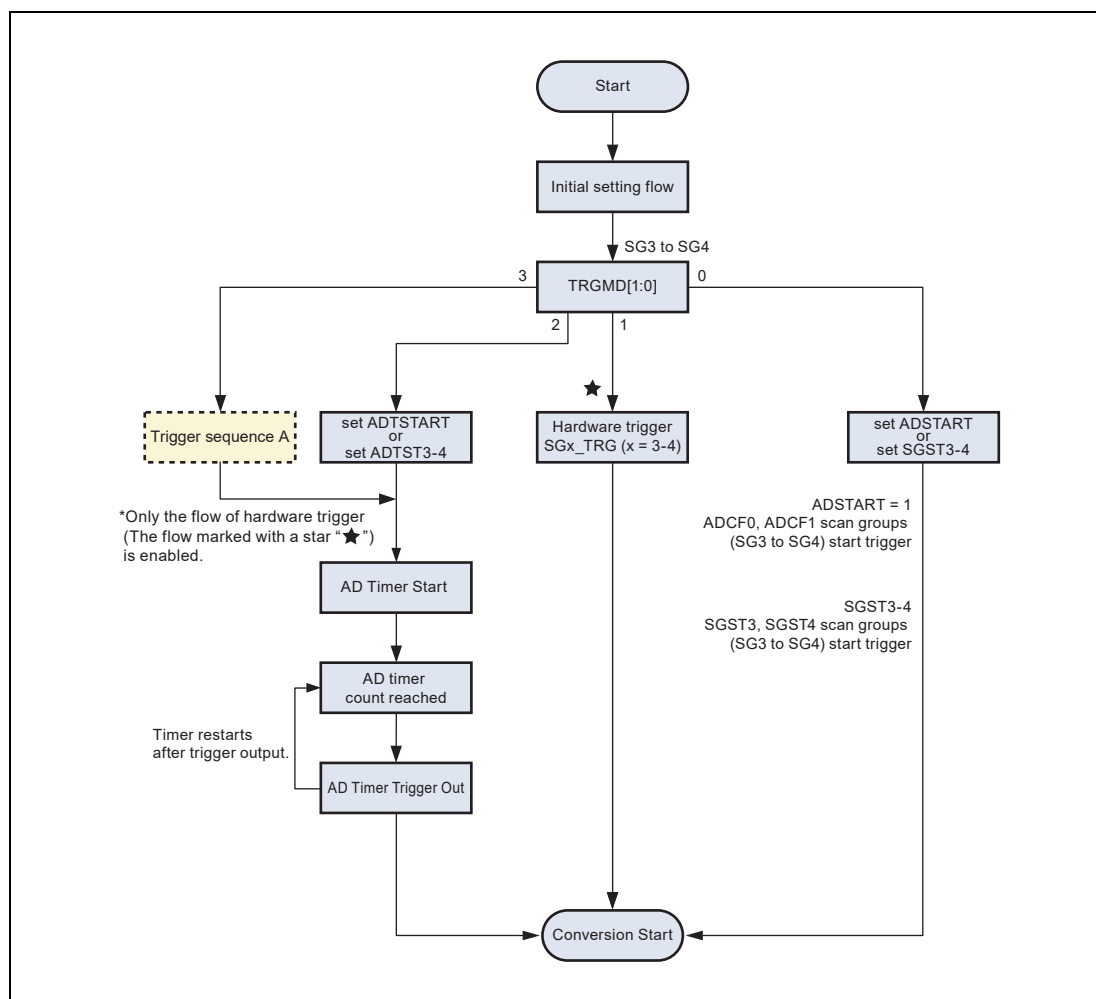 Start
Initial setting flow
SG3 to SG4
3
TRGMD[1:0]
0
2
1
★
Trigger sequence A
set ADTSTART
or
set ADTST3-4
Hardware trigger
SGx_TRG (x = 3-4)
set ADSTART
or
set SGST3-4
*Only the flow of hardware trigger
(The flow marked with a star “★”)
is enabled.
ADSTART = 1
ADCF0, ADCF1 scan groups
(SG3 to SG4) start trigger
AD Timer Start
SGST3-4
SGST3, SGST4 scan groups
(SG3 to SG4) start trigger
AD timer
count reached
Timer restarts
after trigger output.
AD Timer Trigger Out
Conversion Start